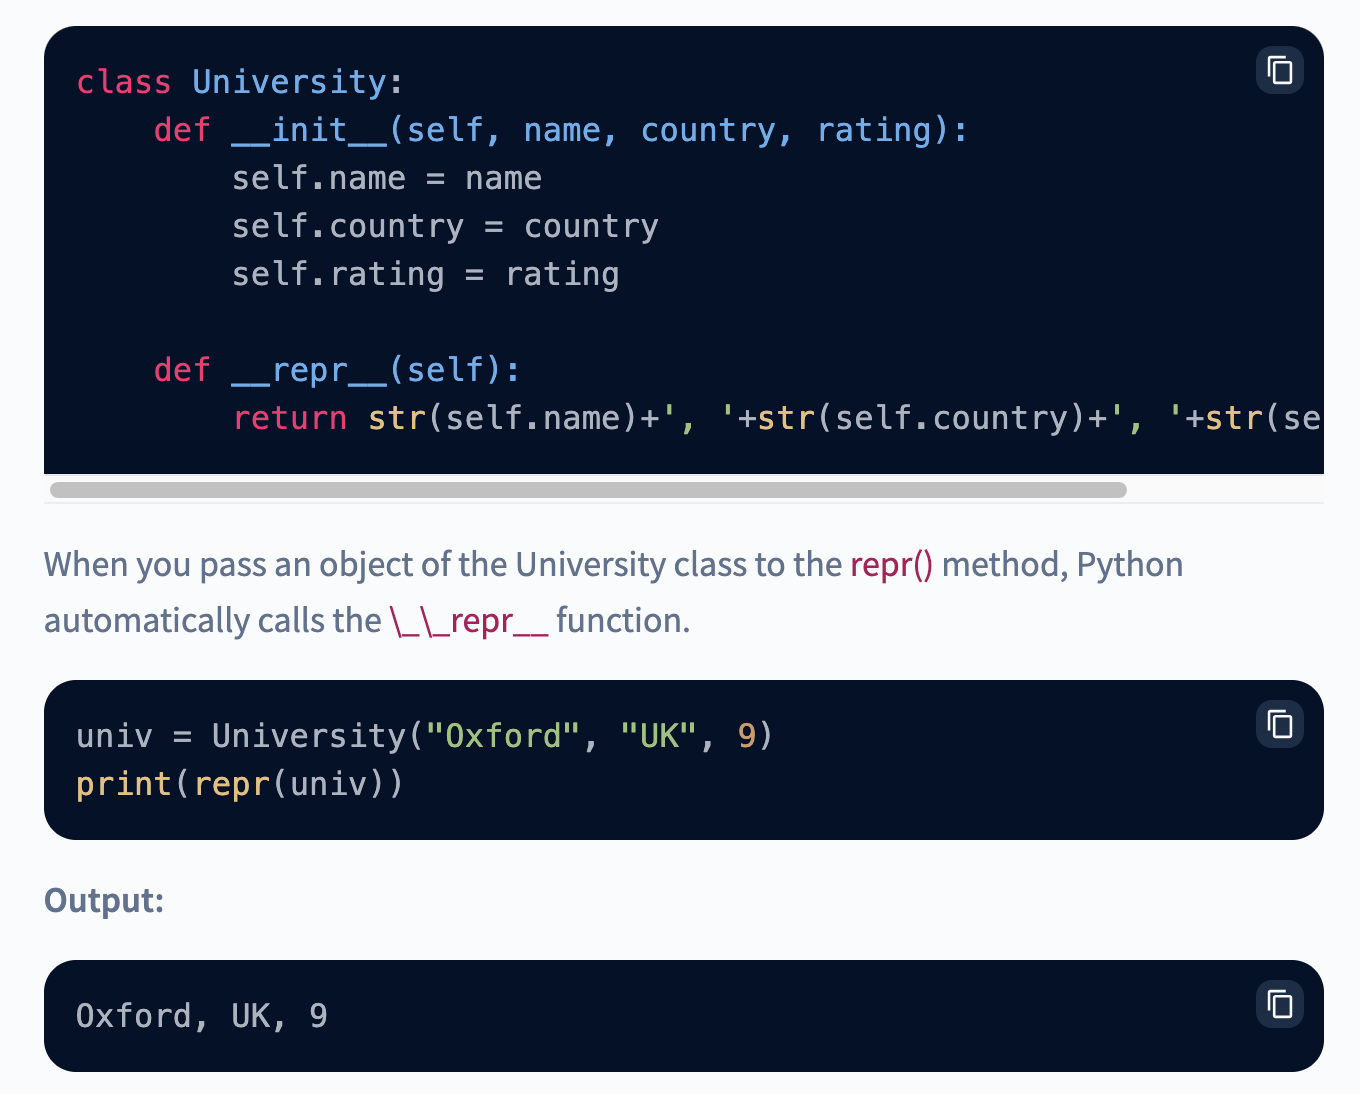 class University:
    def __init__(self, name, country, rating):
        self.name = name
        self.country = country
        self.rating = rating

    def __repr__(self):
        return str(self.name)+', '+str(self.country)+', '+str(se
When you pass an object of the University class to the repr() method, Python
automatically calls the \_\_repr__ function.
univ = University("Oxford", "UK", 9)
print(repr(univ))
Output:
Oxford, UK, 9